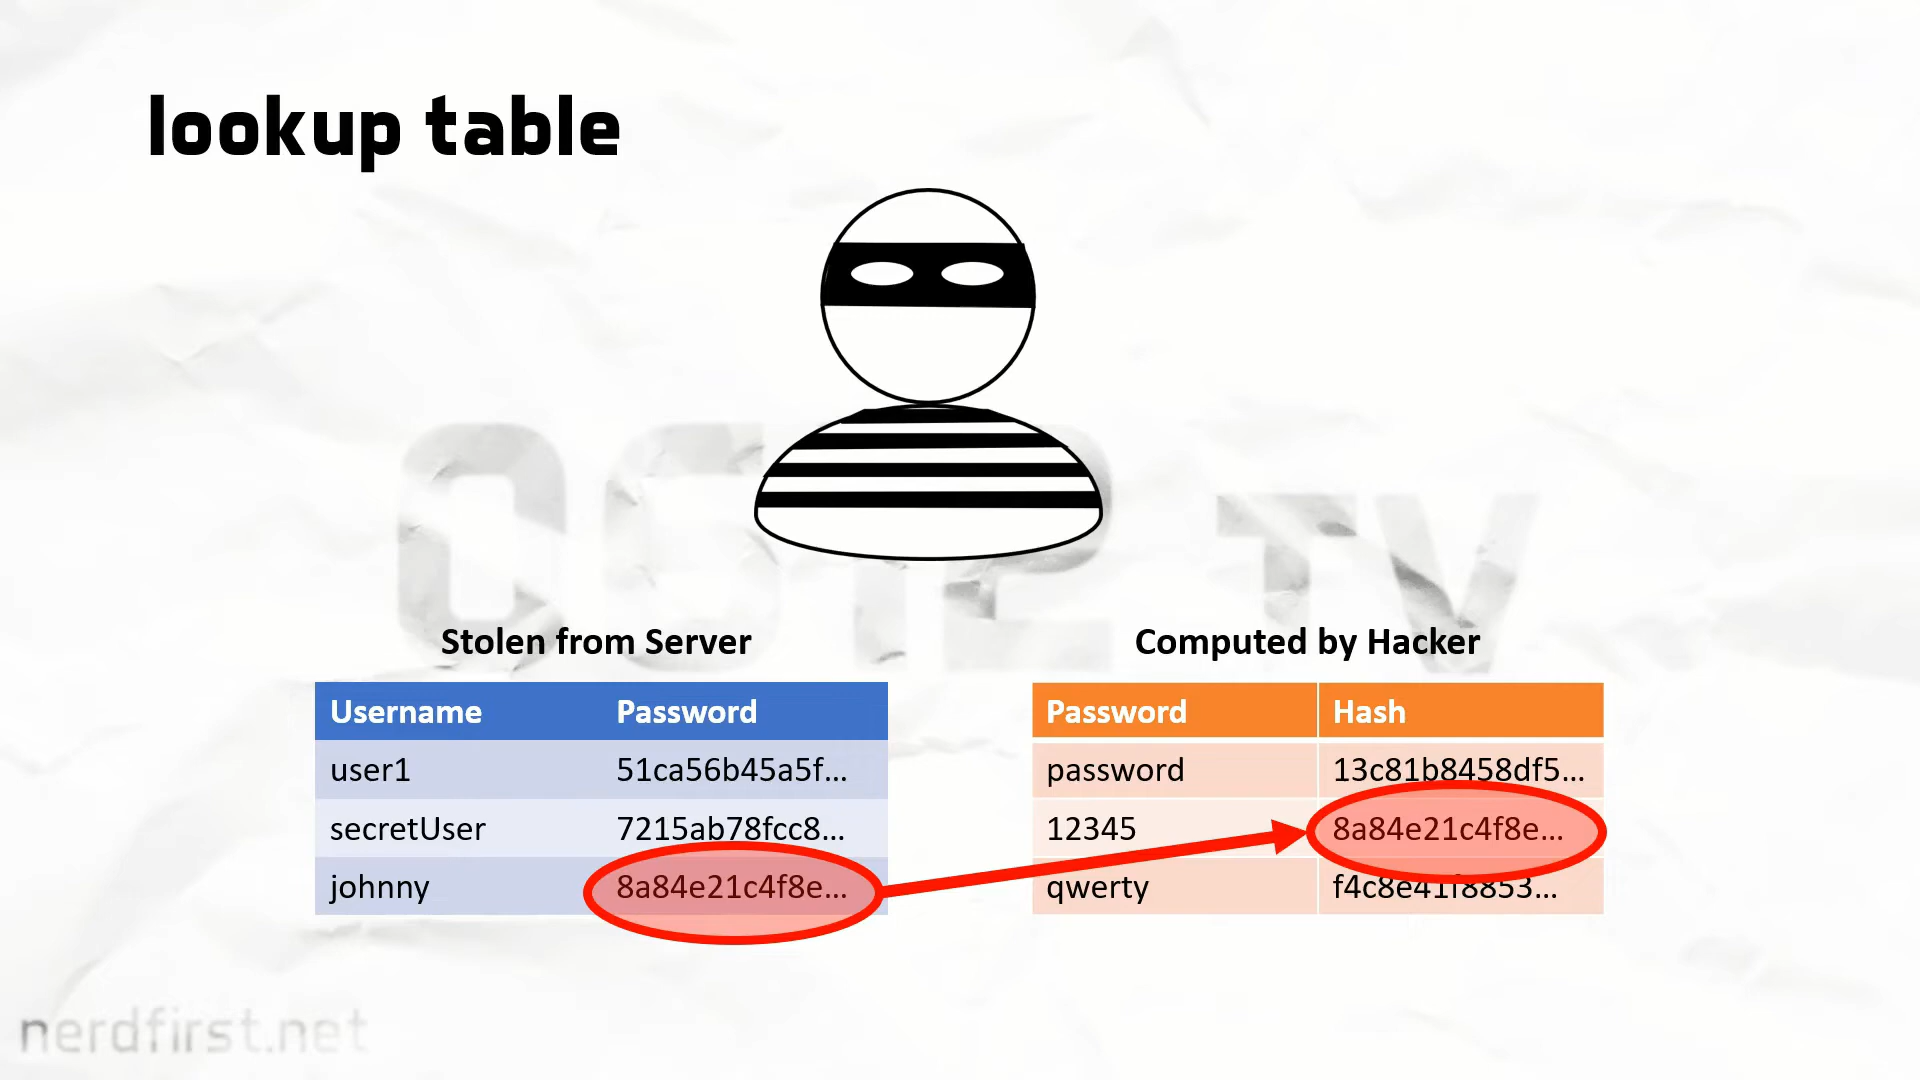 lookup table
Stolen from Server
Username Password
user1 51ca56b45a5f...
secretUser 7215ab78fcc8...
johnny 8a84e21c4f8e...
Computed by Hacker
Password Hash
password 13c81b8458df5...
12345 8a84e21c4f8e...
qwerty f4c8e41f8853...
nerdfirst.net